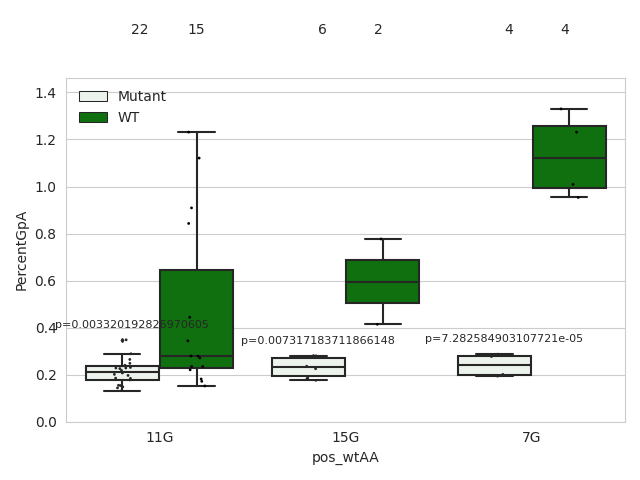 22 15 6 2 4 4
Mutant
WT
1.4
1.2
1.0
0.8
0.6
0.4
0.2
0.0
PercentGpA
p=0.003320192826970605
p=0.007317183711866148
p=7.282584903107721e-05
11G 15G 7G
pos_wtAA